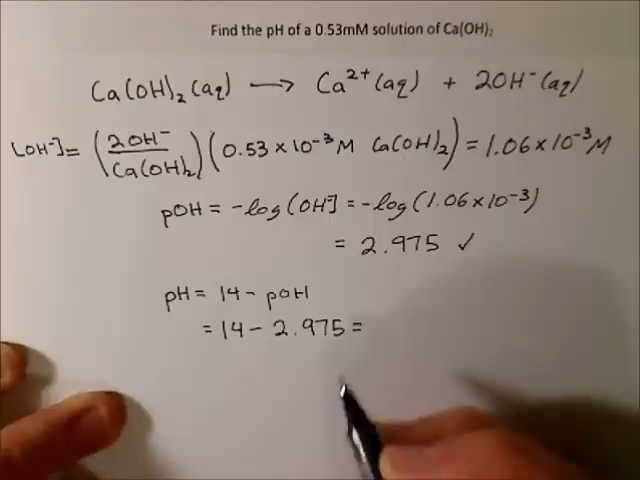 Find the pH of a 0.53mM solution of Ca(OH)₂
Ca(OH)₂(aq) ⟶ Ca²⁺(aq) + 2OH⁻(aq)
[OH⁻] = (2OH⁻/Ca(OH)₂)(0.53×10⁻³M Ca(OH)₂) = 1.06×10⁻³M
pOH = -log[OH⁻] = -log(1.06×10⁻³)
= 2.975 ✓
pH = 14 - pOH
= 14 - 2.975 =